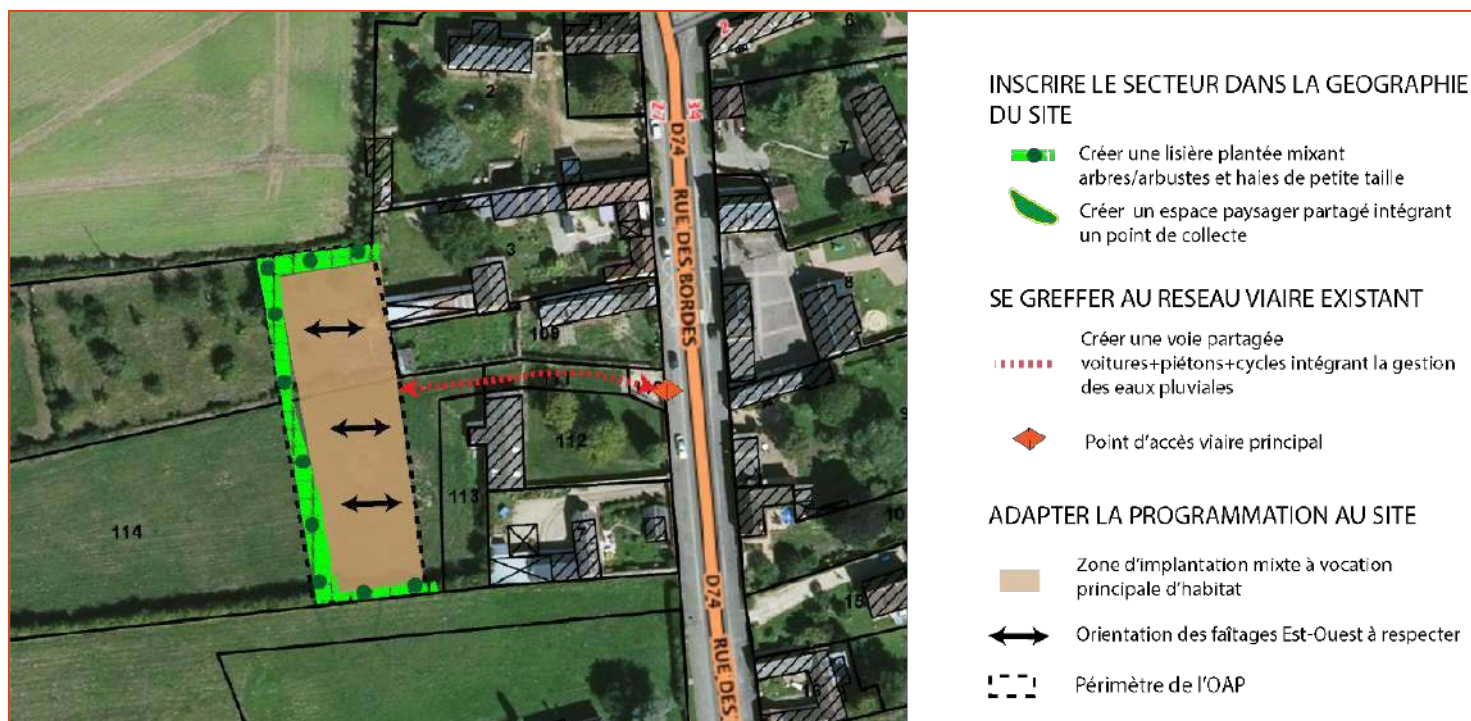 2
27
34
D74
RUE DES BORDES
3
109
112
113
114
D74
RUE DES
6
2
7
8
9
10
15
16
INSCRIRE LE SECTEUR DANS LA GEOGRAPHIE
DU SITE
Créer une lisière plantée mixant
arbres/arbustes et haies de petite taille
Créer un espace paysager partagé intégrant
un point de collecte
SE GREFFER AU RESEAU VIAIRE EXISTANT
Créer une voie partagée
voitures+piétons+cycles intégrant la gestion
des eaux pluviales
Point d'accès viaire principal
ADAPTER LA PROGRAMMATION AU SITE
Zone d'implantation mixte à vocation
principale d'habitat
Orientation des faîtages Est-Ouest à respecter
Périmètre de l'OAP